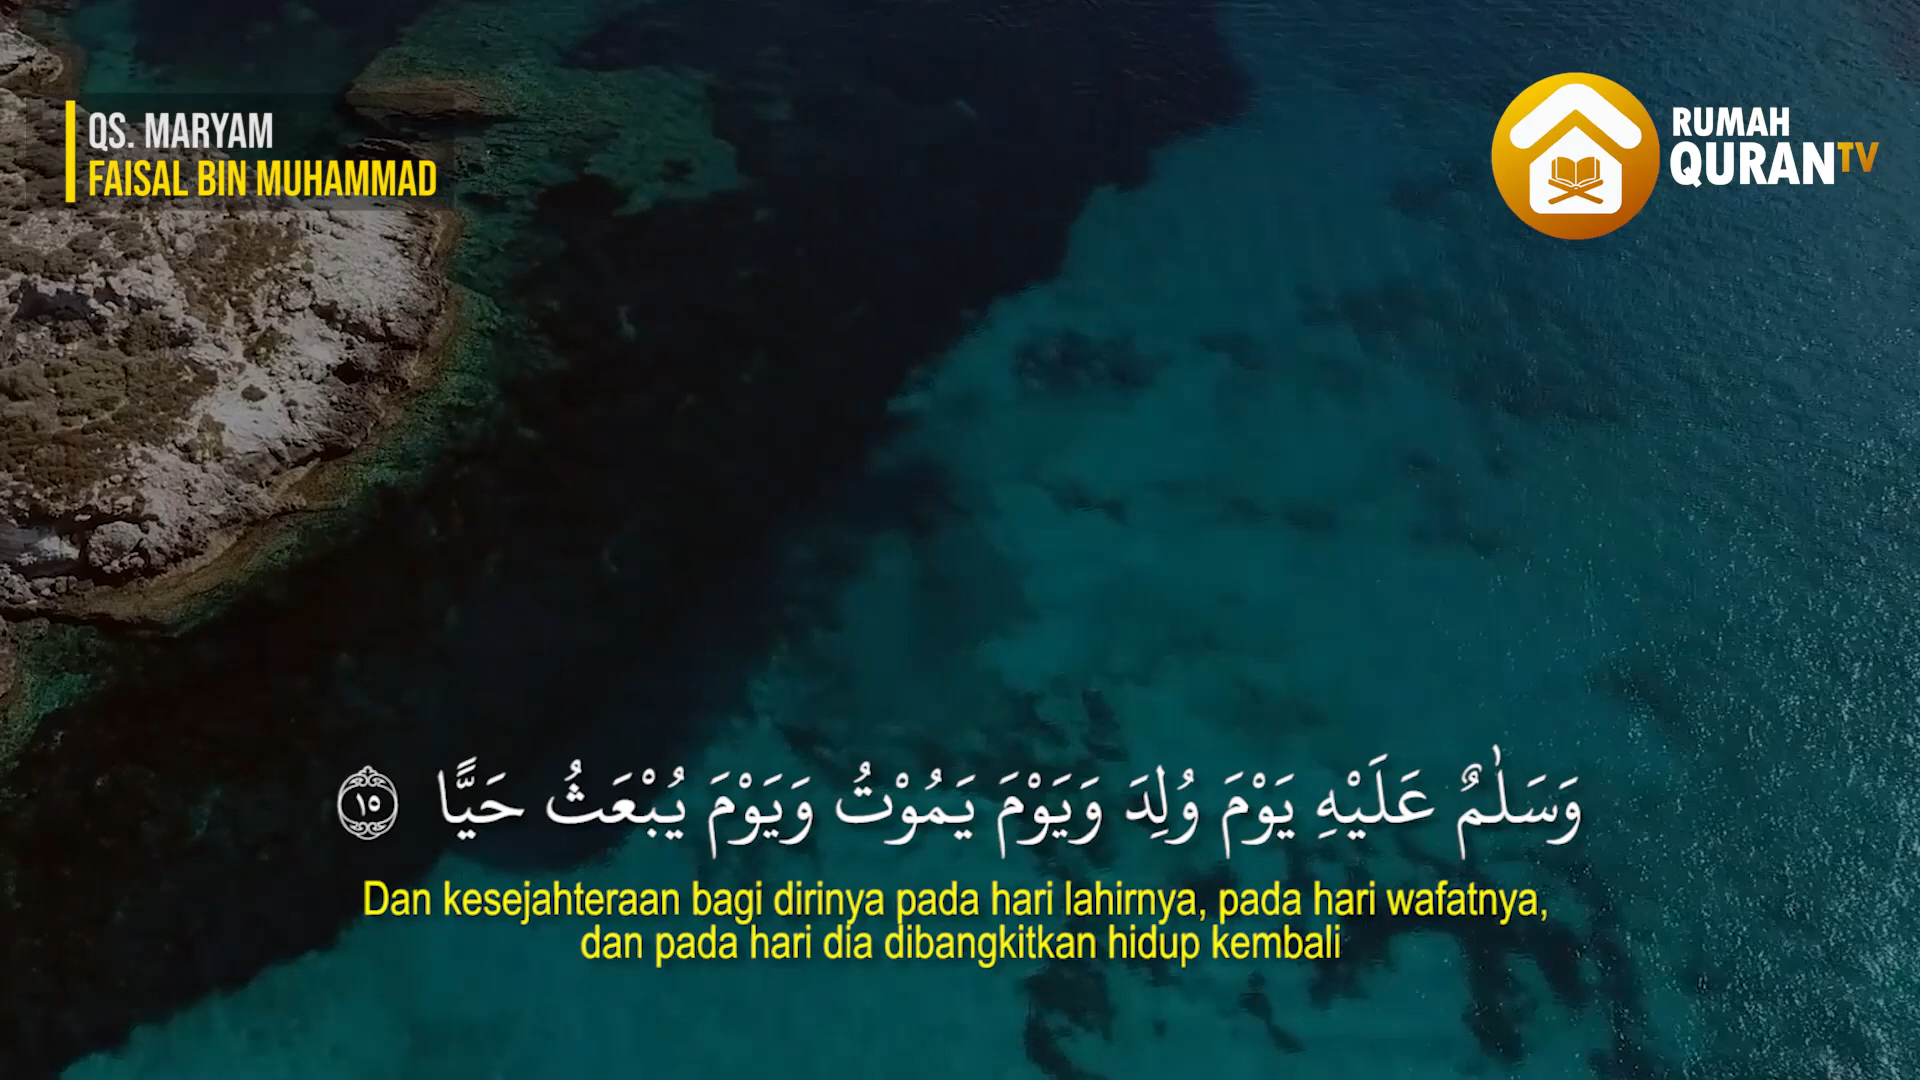 QS. MARYAM
FAISAL BIN MUHAMMAD
RUMAH
QURANTV
وَسَلٰمٌ عَلَيْهِ يَوْمَ وُلِدَ وَيَوْمَ يَمُوْتُ وَيَوْمَ يُبْعَثُ حَيًّا ١٥
Dan kesejahteraan bagi dirinya pada hari lahirnya, pada hari wafatnya,
dan pada hari dia dibangkitkan hidup kembali